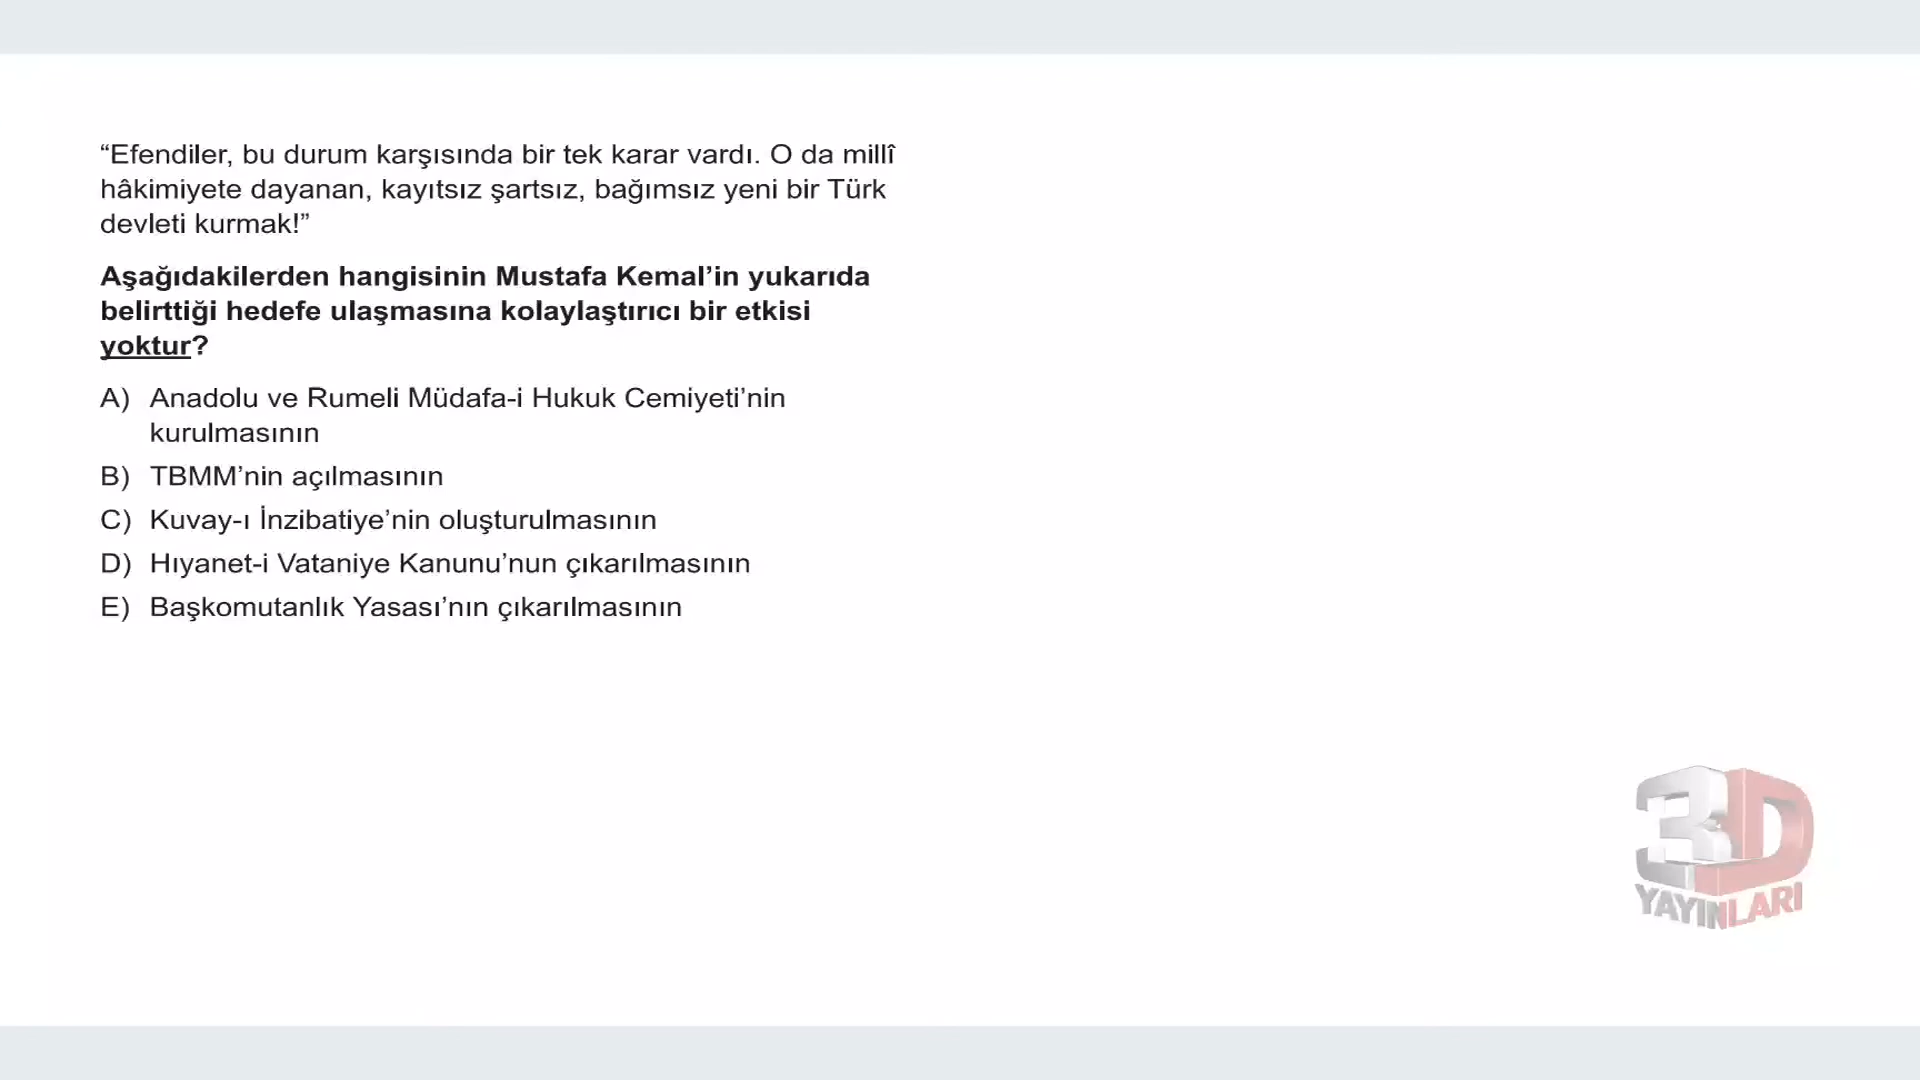 “Efendiler, bu durum karşısında bir tek karar vardı. O da millî
hâkimiyete dayanan, kayıtsız şartsız, bağımsız yeni bir Türk
devleti kurmak!”
Aşağıdakilerden hangisinin Mustafa Kemal’in yukarıda
belirttiği hedefe ulaşmasına kolaylaştırıcı bir etkisi
yoktur?
A) Anadolu ve Rumeli Müdafa-i Hukuk Cemiyeti’nin
kurulmasının
B) TBMM’nin açılmasının
C) Kuvay-ı İnzibatiye’nin oluşturulmasının
D) Hıyanet-i Vataniye Kanunu’nun çıkarılmasının
E) Başkomutanlık Yasası’nın çıkarılmasının
3D
YAYINLARI